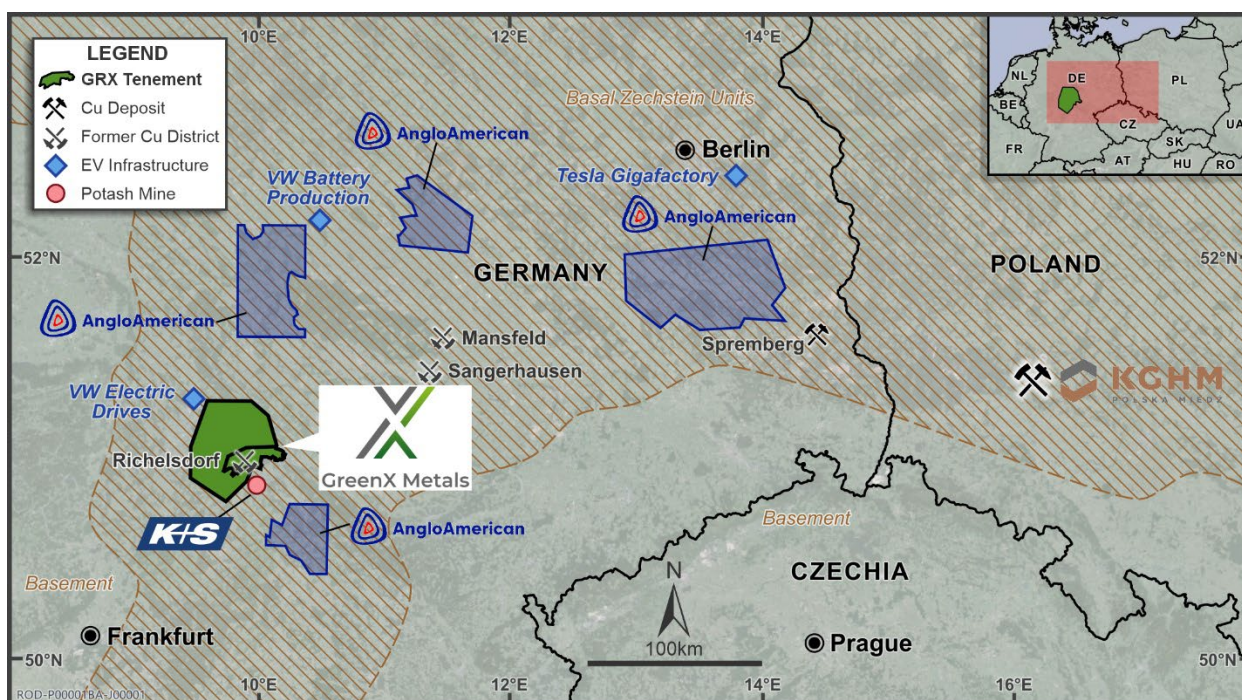 10°E
12°E
14°E
LEGEND
GRX Tenement
Cu Deposit
Former Cu District
EV Infrastructure
Potash Mine
NL
DE
PL
BE
CZ
UA
FR
SK
AT
HU
RO
Basal Zechstein Units
AngloAmerican
Berlin
VW Battery
Production
Tesla Gigafactory
AngloAmerican
52°N
GERMANY
POLAND
52°N
AngloAmerican
Mansfeld
Spremberg
Sangerhausen
KGHM
POLSKA MIEDŹ
VW Electric
Drives
Richelsdorf
GreenX Metals
K+S
AngloAmerican
Basement
Basement
CZECHIA
N
Frankfurt
100km
Prague
50°N
50°N
ROD-P00001BA-J00001
10°E
12°E
14°E
16°E